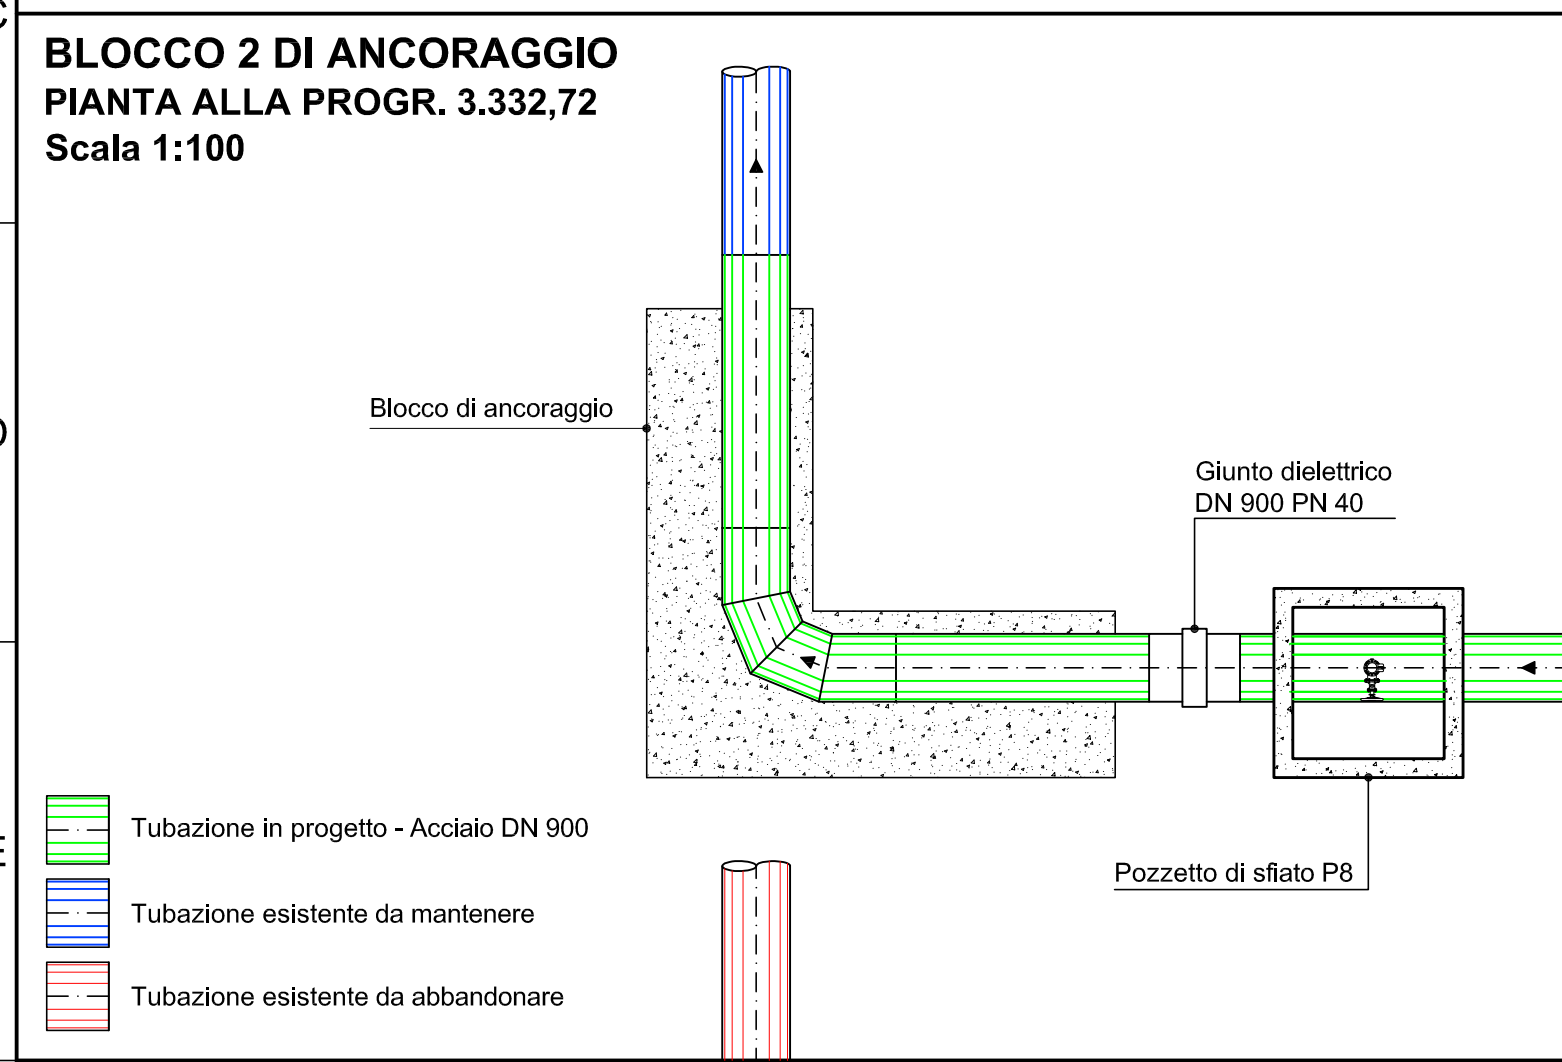 BLOCCO 2 DI ANCORAGGIO
PIANTA ALLA PROGR. 3.332,72
Scala 1:100
Blocco di ancoraggio
Giunto dielettrico
DN 900 PN 40
Pozzetto di sfiato P8
Tubazione in progetto - Acciaio DN 900
Tubazione esistente da mantenere
Tubazione esistente da abbandonare